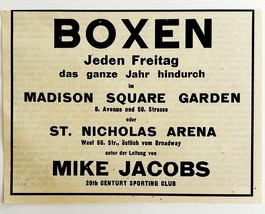 BOXEN
Jeden Freitag
das ganze Jahr hindurch
im
MADISON SQUARE GARDEN
8. Avenue und 50. Strasse
oder
ST. NICHOLAS ARENA
West 66. Str., östlich vom Broadway
unter der Leitung von
MIKE JACOBS
20th CENTURY SPORTING CLUB